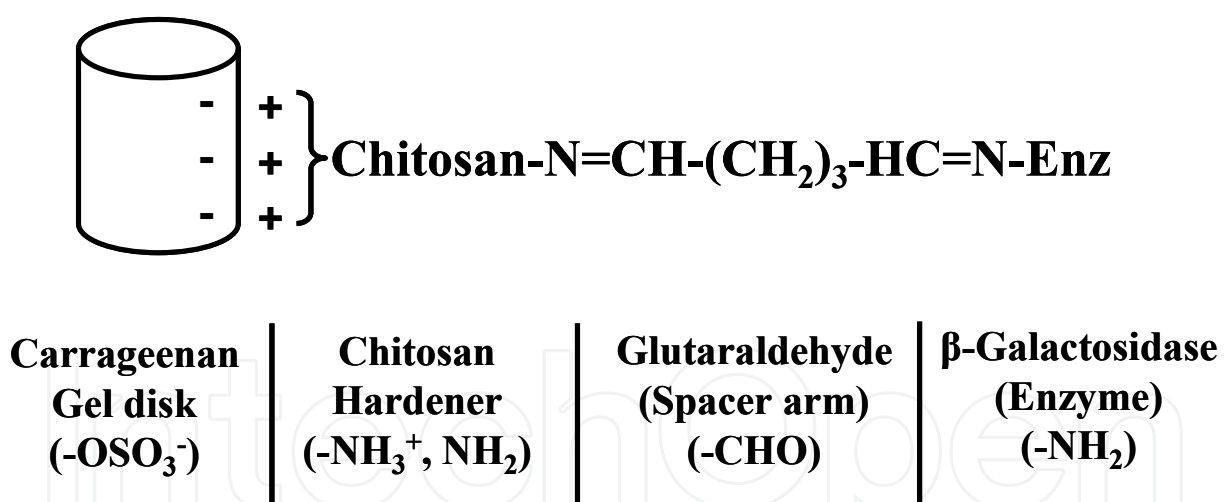 - +
- +
- +
Chitosan-N=CH-(CH₂)₃-HC=N-Enz
Carrageenan
Gel disk
(-OSO₃⁻)
Chitosan
Hardener
(-NH₃⁺, NH₂)
Glutaraldehyde
(Spacer arm)
(-CHO)
β-Galactosidase
(Enzyme)
(-NH₂)
IntechOpen